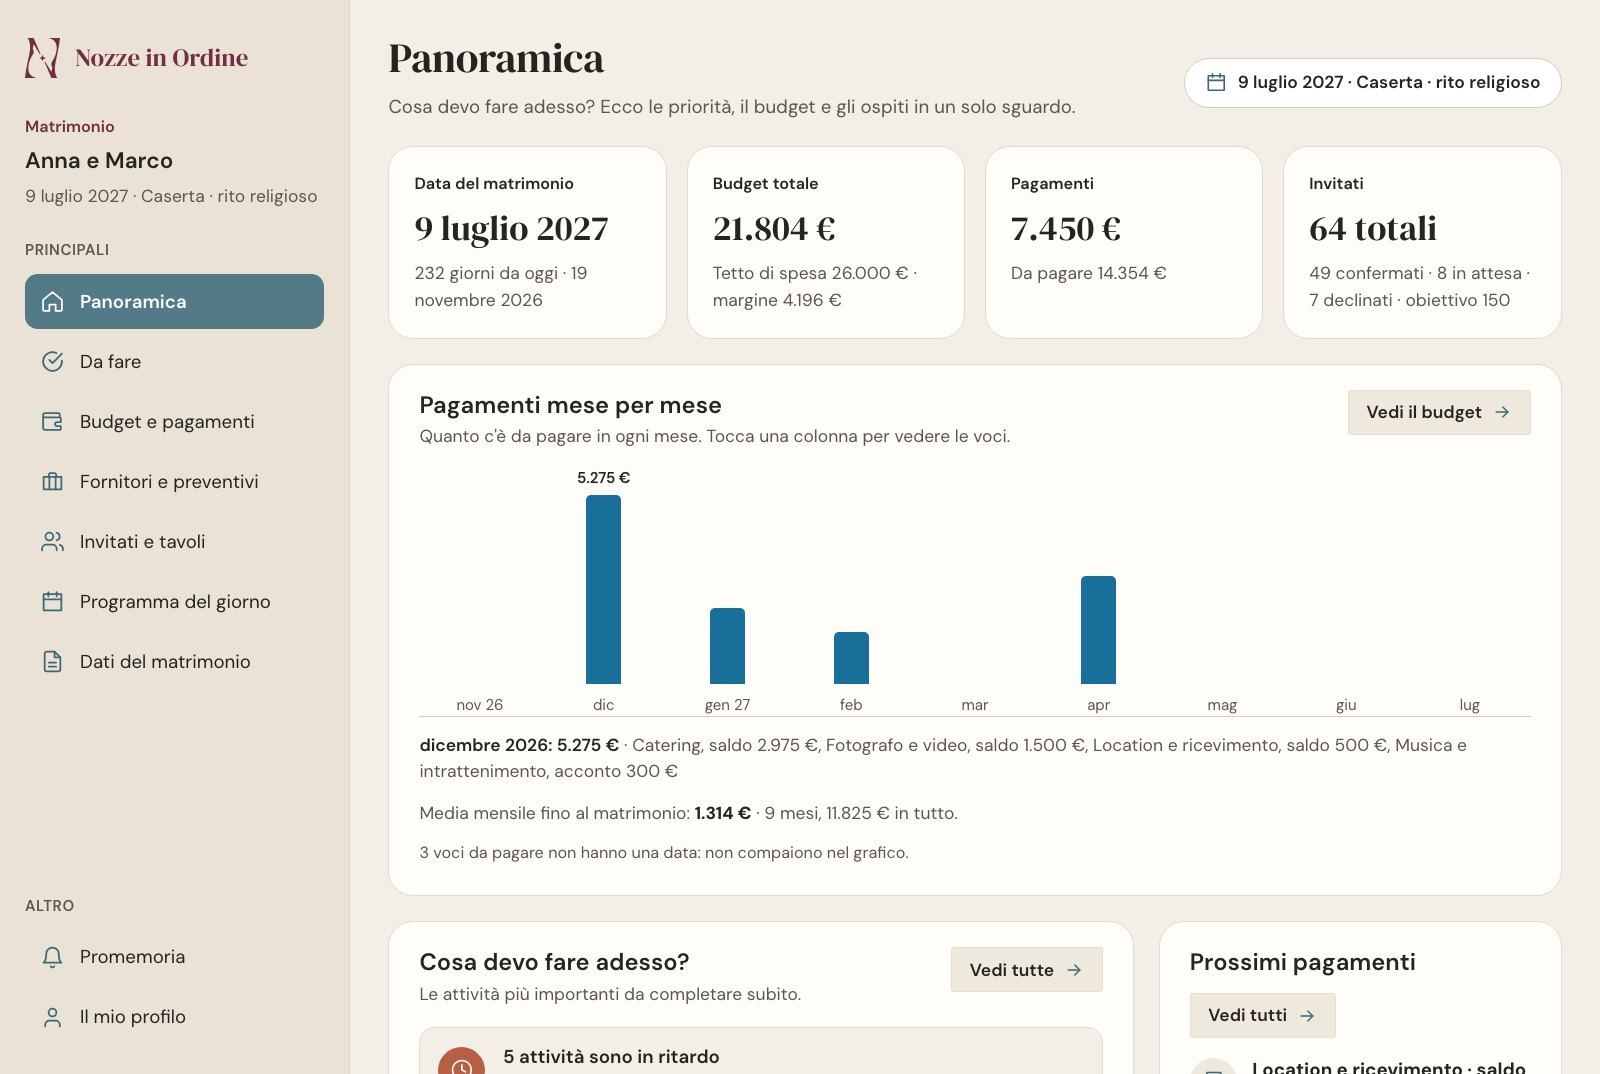 Nozze in Ordine
Matrimonio
Anna e Marco
9 luglio 2027 · Caserta · rito religioso
PRINCIPALI
Panoramica
Da fare
Budget e pagamenti
Fornitori e preventivi
Invitati e tavoli
Programma del giorno
Dati del matrimonio
ALTRO
Promemoria
Il mio profilo
Panoramica
Cosa devo fare adesso? Ecco le priorità, il budget e gli ospiti in un solo sguardo.
9 luglio 2027 · Caserta · rito religioso
Data del matrimonio
9 luglio 2027
232 giorni da oggi · 19
novembre 2026
Budget totale
21.804 €
Tetto di spesa 26.000 € ·
margine 4.196 €
Pagamenti
7.450 €
Da pagare 14.354 €
Invitati
64 totali
49 confermati · 8 in attesa ·
7 declinati · obiettivo 150
Pagamenti mese per mese
Quanto c'è da pagare in ogni mese. Tocca una colonna per vedere le voci.
Vedi il budget
5.275 €
nov 26 dic gen 27 feb mar apr mag giu lug
dicembre 2026: 5.275 € · Catering, saldo 2.975 €, Fotografo e video, saldo 1.500 €, Location e ricevimento, saldo 500 €, Musica e
intrattenimento, acconto 300 €
Media mensile fino al matrimonio: 1.314 € · 9 mesi, 11.825 € in tutto.
3 voci da pagare non hanno una data: non compaiono nel grafico.
Cosa devo fare adesso?
Le attività più importanti da completare subito.
Vedi tutte
5 attività sono in ritardo
Prossimi pagamenti
Vedi tutti
Location e ricevimento · saldo